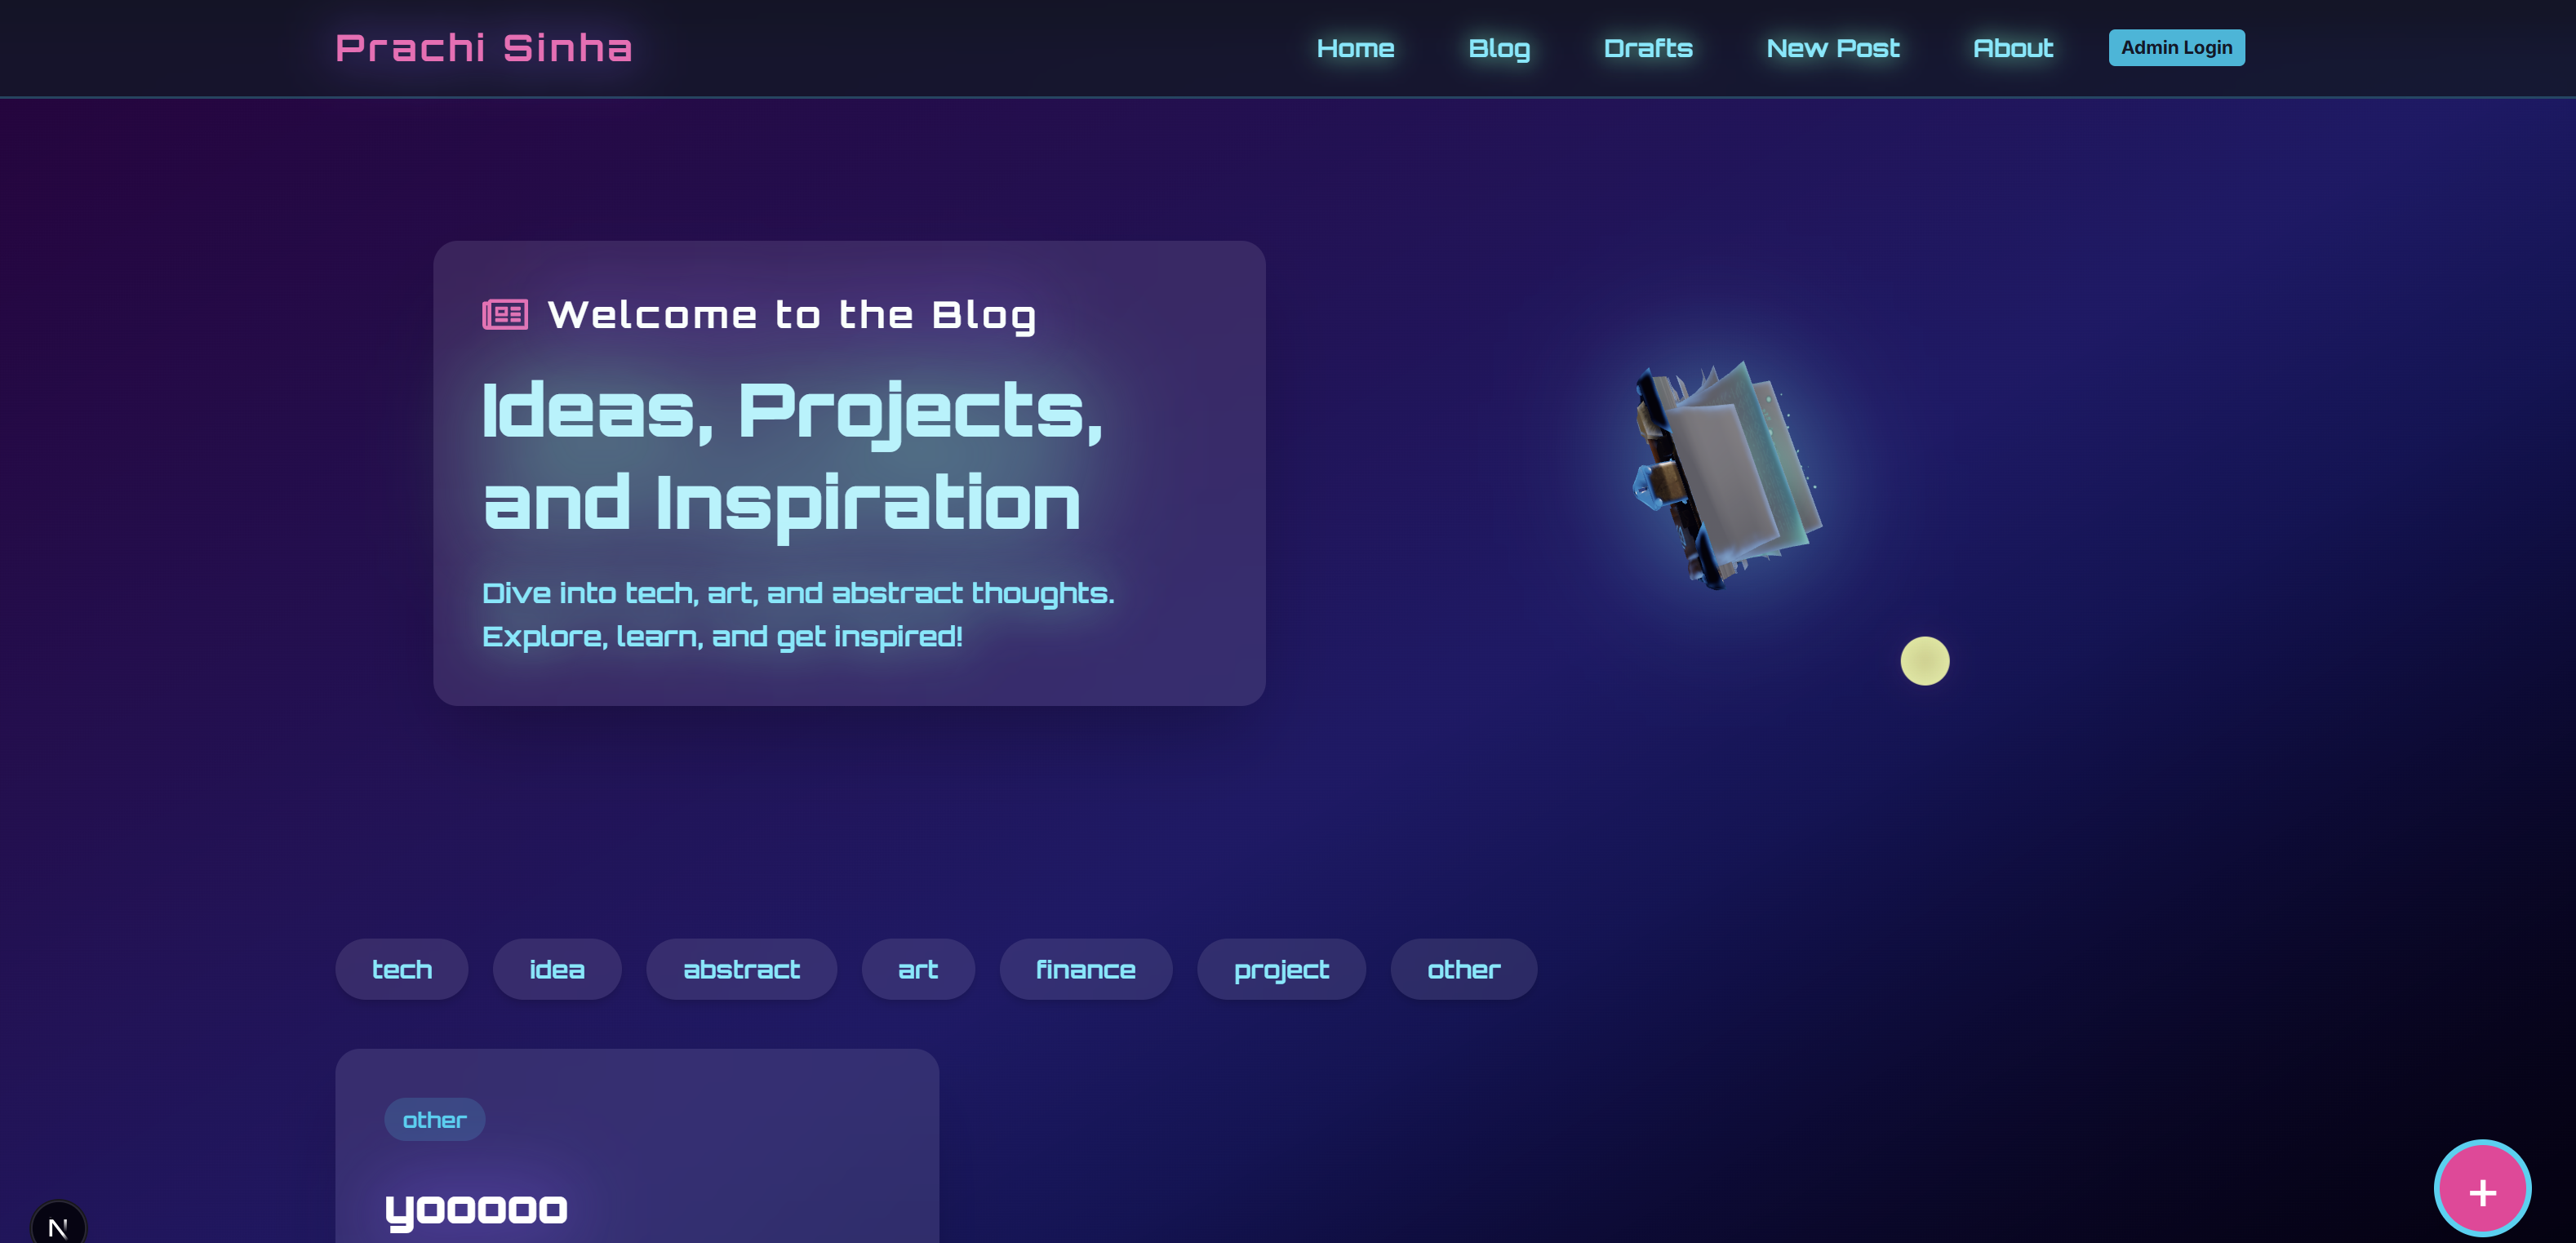 Prachi Sinha
Home
Blog
Drafts
New Post
About
Admin Login
Welcome to the Blog
Ideas, Projects,
and Inspiration
Dive into tech, art, and abstract thoughts.
Explore, learn, and get inspired!
tech
idea
abstract
art
finance
project
other
other
yooooo
N
+